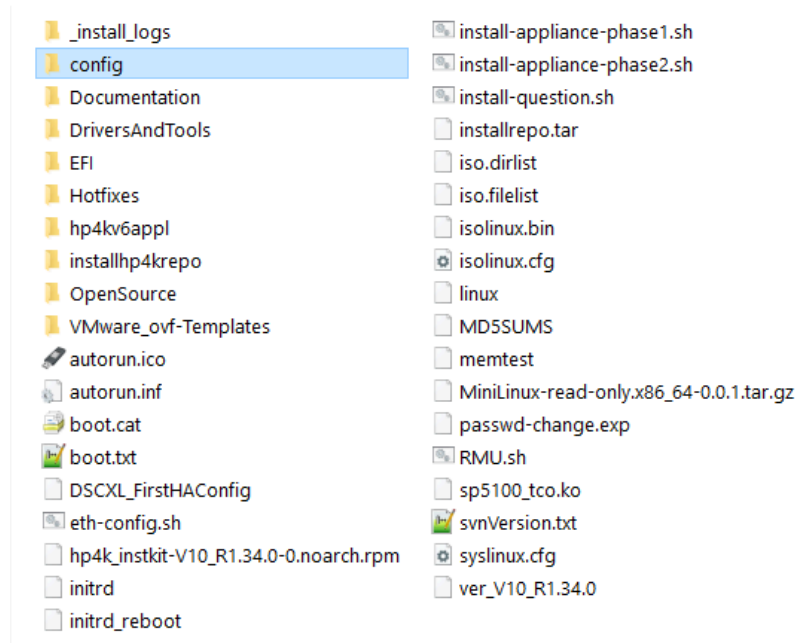 _install_logs
config
Documentation
DriversAndTools
EFI
Hotfixes
hp4kv6appl
installhp4krepo
OpenSource
VMware_ovf-Templates
autorun.ico
autorun.inf
boot.cat
boot.txt
DSCXL_FirstHAConfig
eth-config.sh
hp4k_instkit-V10_R1.34.0-0.noarch.rpm
initrd
initrd_reboot
install-appliance-phase1.sh
install-appliance-phase2.sh
install-question.sh
installrepo.tar
iso.dirlist
iso.filelist
isolinux.bin
isolinux.cfg
linux
MD5SUMS
memtest
MiniLinux-read-only.x86_64-0.0.1.tar.gz
passwd-change.exp
RMU.sh
sp5100_tco.ko
svnVersion.txt
syslinux.cfg
ver_V10_R1.34.0